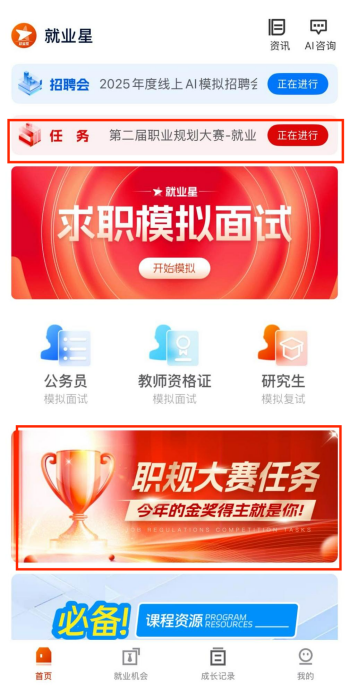 就业星
资讯
AI咨询
招聘会 2025年度线上AI模拟招聘会 正在进行
任务 第二届职业规划大赛-就业 正在进行
就业星
求职模拟面试
开始模拟
公务员
模拟面试
教师资格证
模拟面试
研究生
模拟复试
职规大赛任务
今年的金奖得主就是你!
REGULATIONS COMPETITION TASKS
必备!
课程资源 PROGRAM RESOURCES
首页
就业机会
成长记录
我的